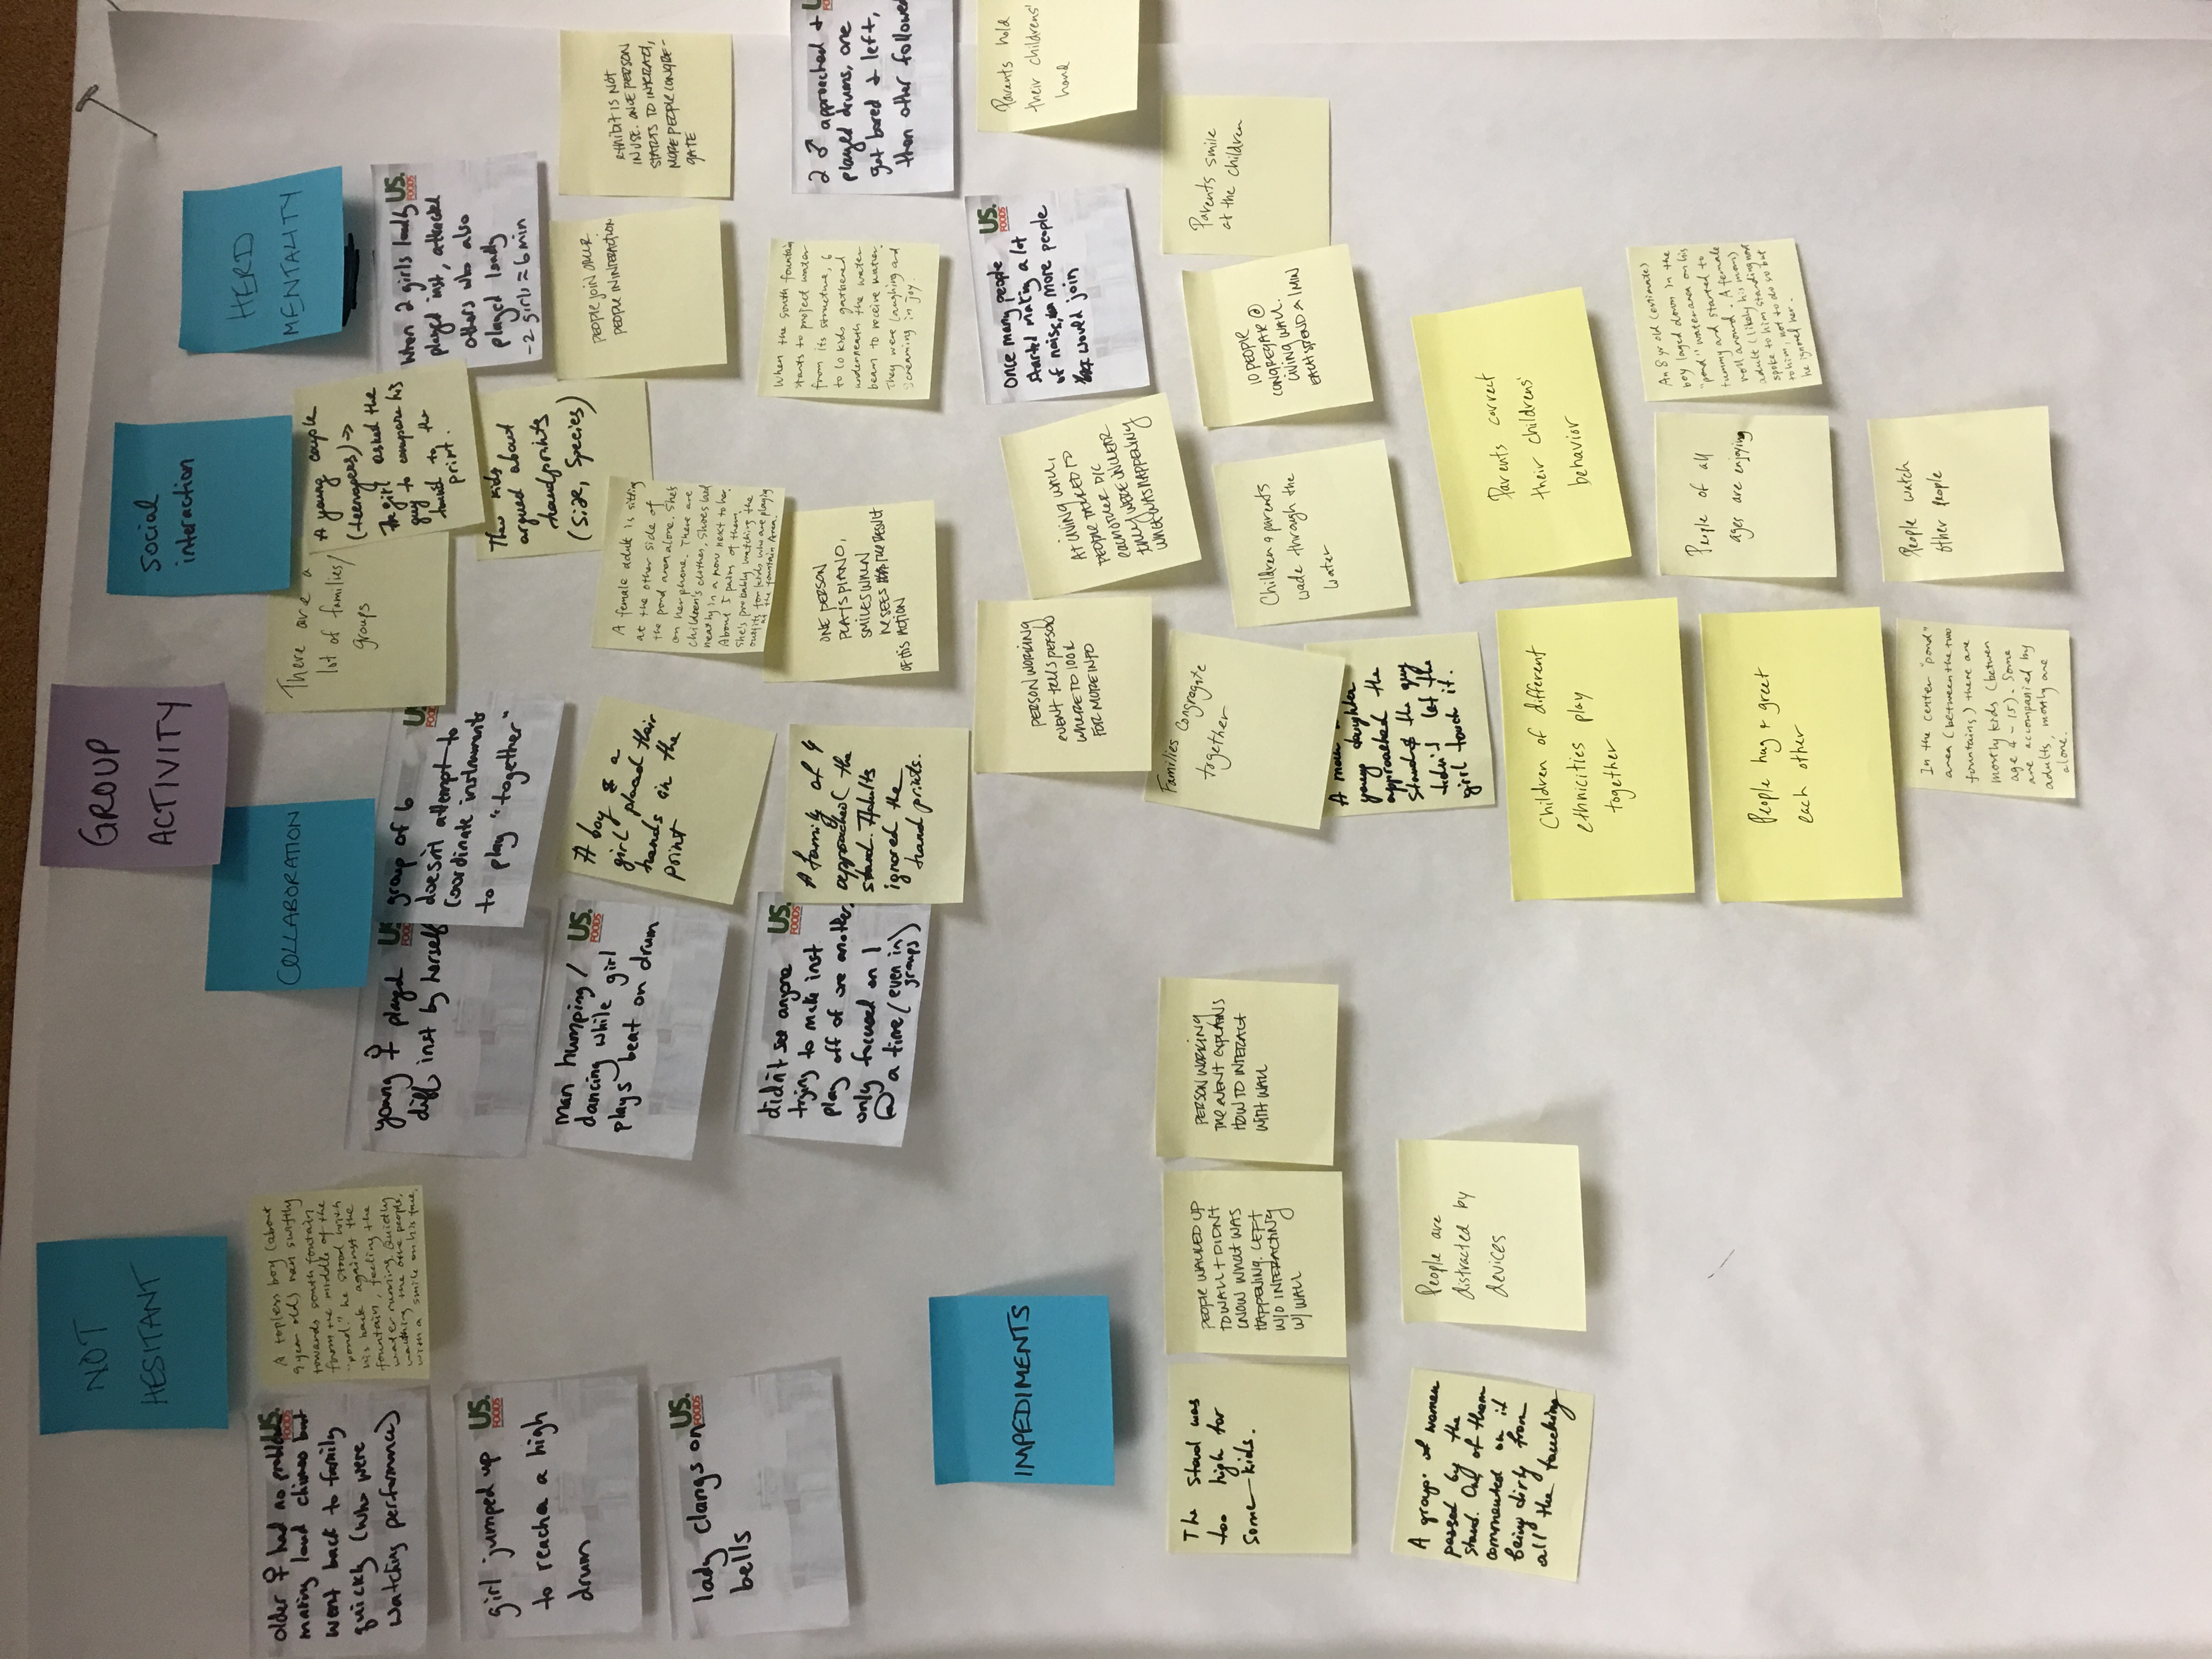 NOT
HESITANT
GROUP
ACTIVITY
COLLABORATION
Social
interaction
HERD
MENTALITY
older ♀ had no problem
making loud chimes but
went back to family
quickly (who were
watching performance)
US.
A topless boy (about
9 year old) ran swiftly
towards south fountain
from the middle of the
"pond." he stood with
his back against the
fountain, feeling the
water running. Quietly
watching the other people,
with a smile on his face.
girl jumped up
to reach a a high
drum
US.
FOODS
lady clangs on
bells
US.
FOODS
young ♀ played
diff inst by herself
US
group of 6
doesn't attempt to
coordinate instruments
to play "together"
US
man humping /
dancing while girl
plays beat on drum
US.
FOODS
A boy & a
girl placed their
hands in the
print
didn't see anyone
trying to make inst
play off of one another,
only focused on 1
@ a time (even in
groups)
US.
FOODS
A family of 4
approached the
stand. Adults
ignored the
hand prints.
There are a
lot of families/
groups
A young couple
(teenagers) →
The girl asked the
guy to compare his
hand to the
print.
argued about
handprints
(Size, Species)
A female adult is sitting
at the other side of
the pond area alone. She's
on her phone. There are
children's clothes, shoes laid
neatly in a row next to her.
About 5 pairs of them.
She's probably watching the
outfits for kids who are playing
at the fountain area.
ONE PERSON
PLAYS PIANO,
SMILES WHEN
HE SEES THE RESULT
OF HIS ACTION
When 2 girls loudly
played inst, attracted
others who also
played loudly
-2 girls ≈ 6 min
US.
FOODS
PEOPLE JOIN OTHER
PEOPLE IN INTERACTION
exhibit IS NOT
IN USE. ONCE PERSON
STARTS TO INTERACT,
MORE PEOPLE CONGRE-
GATE
When the south fountain
starts to project water
from its structure, 6
to 10 kids gathered
underneath the water
beam to receive water.
They were laughing and
screaming in joy.
2 ♂ approached +
played drums, one
got bored + left,
then other followed
PERSON WORKING
EVENT TELLS PERSON
WHERE TO LOOK
FOR MORE INFO
AT LIVING WALL,
PEOPLE TALKED TO
EACHOTHER B/C
THEY WERE UNCLEAR
WHAT WAS HAPPENING
Once many people
started making a lot
of noise, more people
would join
US.
FOODS
Parents hold
their childrens'
hand
IMPEDIMENTS
The stand was
too high for
some kids.
PEOPLE WALKED UP
TO WALL + DIDN'T
KNOW WHAT WAS
HAPPENING. LEFT
W/O INTERACTING
W/ WALL
PERSON WORKING
THE EVENT EXPLAINS
HOW TO INTERACT
WITH WALL
A group of women
passed by the
stand. One of them
commented on it
being dirty from
all the touching
People are
distracted by
devices
Families congregate
together
Children & parents
wade through the
water
10 PEOPLE
CONGREGATE @
LIVING WALL.
EACH SPEND ≈ 1 MIN
Parents smile
at the children
young daughter
approached the
stand & the guy
didn't let the
girl touch it.
Children of different
ethnicities play
together
Parents correct
their childrens'
behavior
People hug + greet
each other
People of all
ages are enjoying
An 8 yr old (estimate)
boy layed down in the
"pond" water area on his
tummy and started to
roll around. A female
adult (likely his mom)
spoke to him standing next
to him, not to do so but
he ignored her.
In the center "pond"
area (between the two
fountains) there are
mostly kids (between
age 4 - 15). Some
are accompanied by
adults, mostly are
alone.
People watch
other people